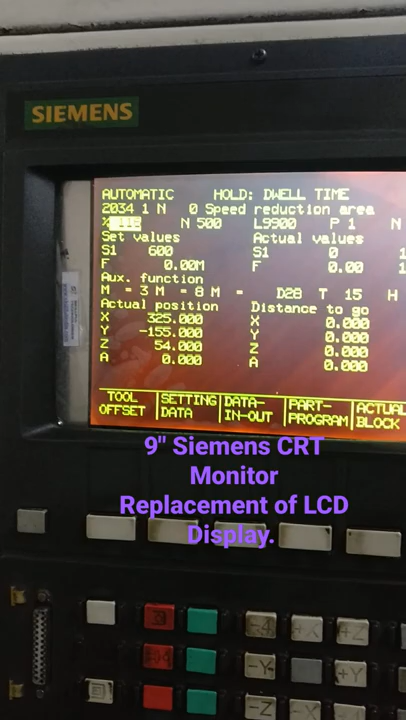 SIEMENS
AUTOMATIC HOLD: DWELL TIME
2034 1 N 0 Speed reduction area
% 115 N 500 L9900 P 1 N
Set values Actual values
S1 600 S1 0 1
F 0.00M F 0.00 1
Aux. function
M = 3 M = 8 M = D28 T 15 H
Actual position Distance to go
X 325.000 X 0.000
Y -155.000 Y 0.000
Z 54.000 Z 0.000
A 0.000 A 0.000
TOOL OFFSET SETTING DATA DATA-IN-OUT PART-PROGRAM ACTUAL BLOCK
9" Siemens CRT
Monitor
Replacement of LCD
Display.
-4 +X +Z
-Y +Y
-Z